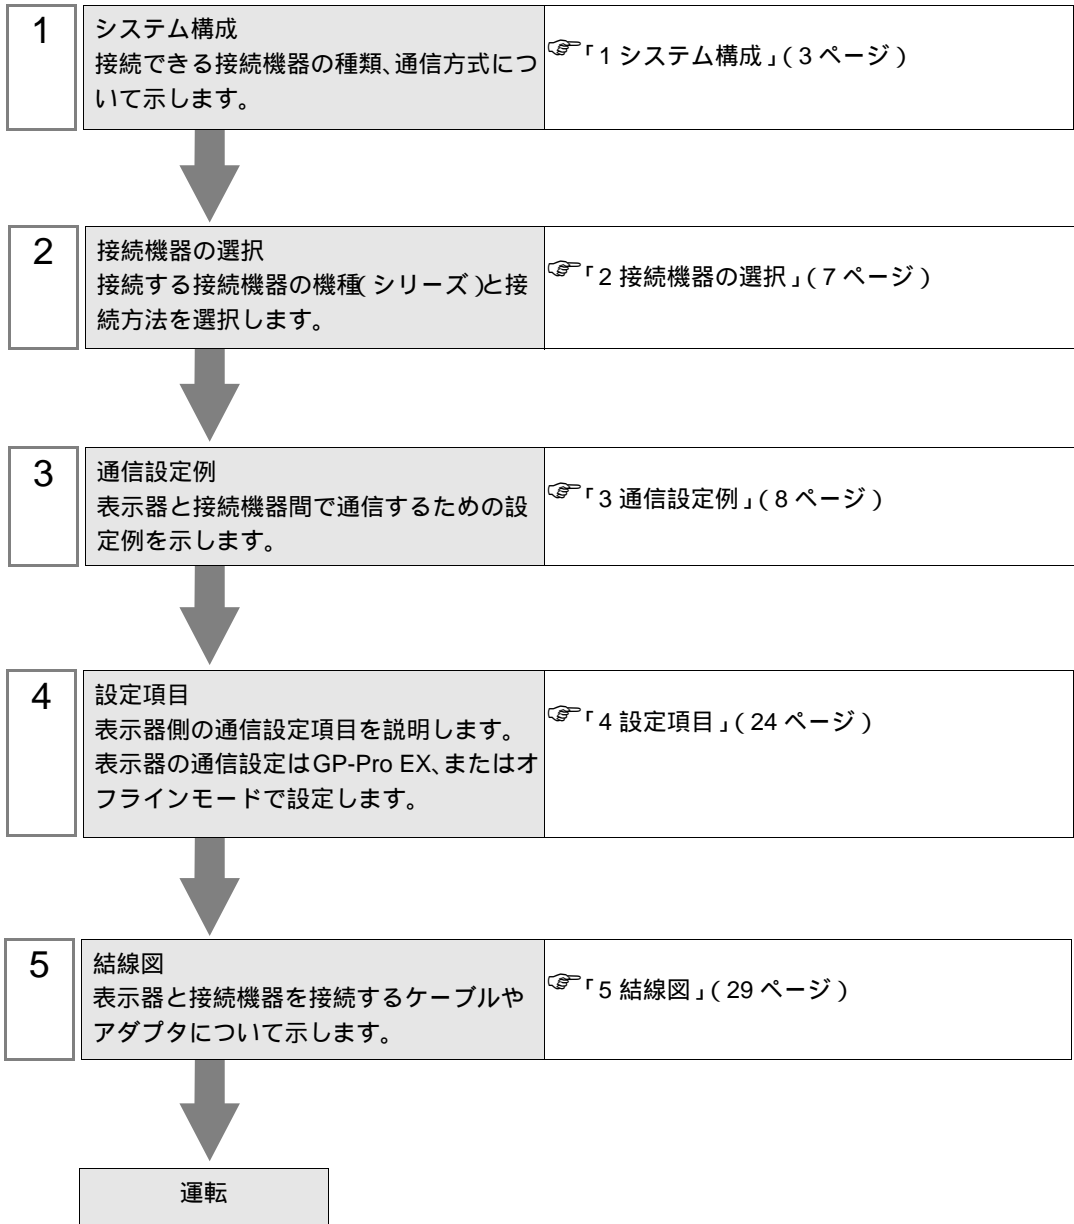 1
システム構成
接続できる接続機器の種類、通信方式につ
いて示します。
☞「1 システム構成」( 3 ページ )
2
接続機器の選択
接続する接続機器の機種( シリーズ )と接
続方法を選択します。
☞「2 接続機器の選択」( 7 ページ )
3
通信設定例
表示器と接続機器間で通信するための設
定例を示します。
☞「3 通信設定例」( 8 ページ )
4
設定項目
表示器側の通信設定項目を説明します。
表示器の通信設定はGP-Pro EX、またはオ
フラインモードで設定します。
☞「4 設定項目」( 24 ページ )
5
結線図
表示器と接続機器を接続するケーブルや
アダプタについて示します。
☞「5 結線図」( 29 ページ )
運転